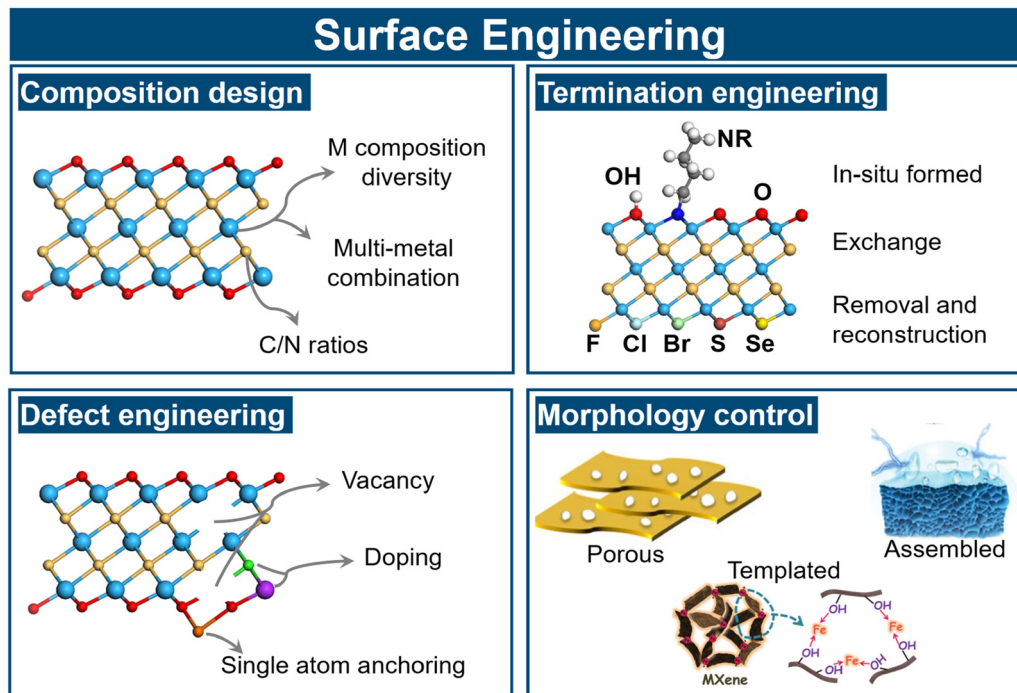 Surface Engineering
Composition design
M composition
diversity
Multi-metal
combination
C/N ratios
Termination engineering
NR
OH
O
In-situ formed
Exchange
Removal and
reconstruction
F Cl Br S Se
Defect engineering
Vacancy
Doping
Single atom anchoring
Morphology control
Porous
Assembled
Templated
MXene
OH
OH
Fe
Fe
OH
OH
Fe
OH
OH